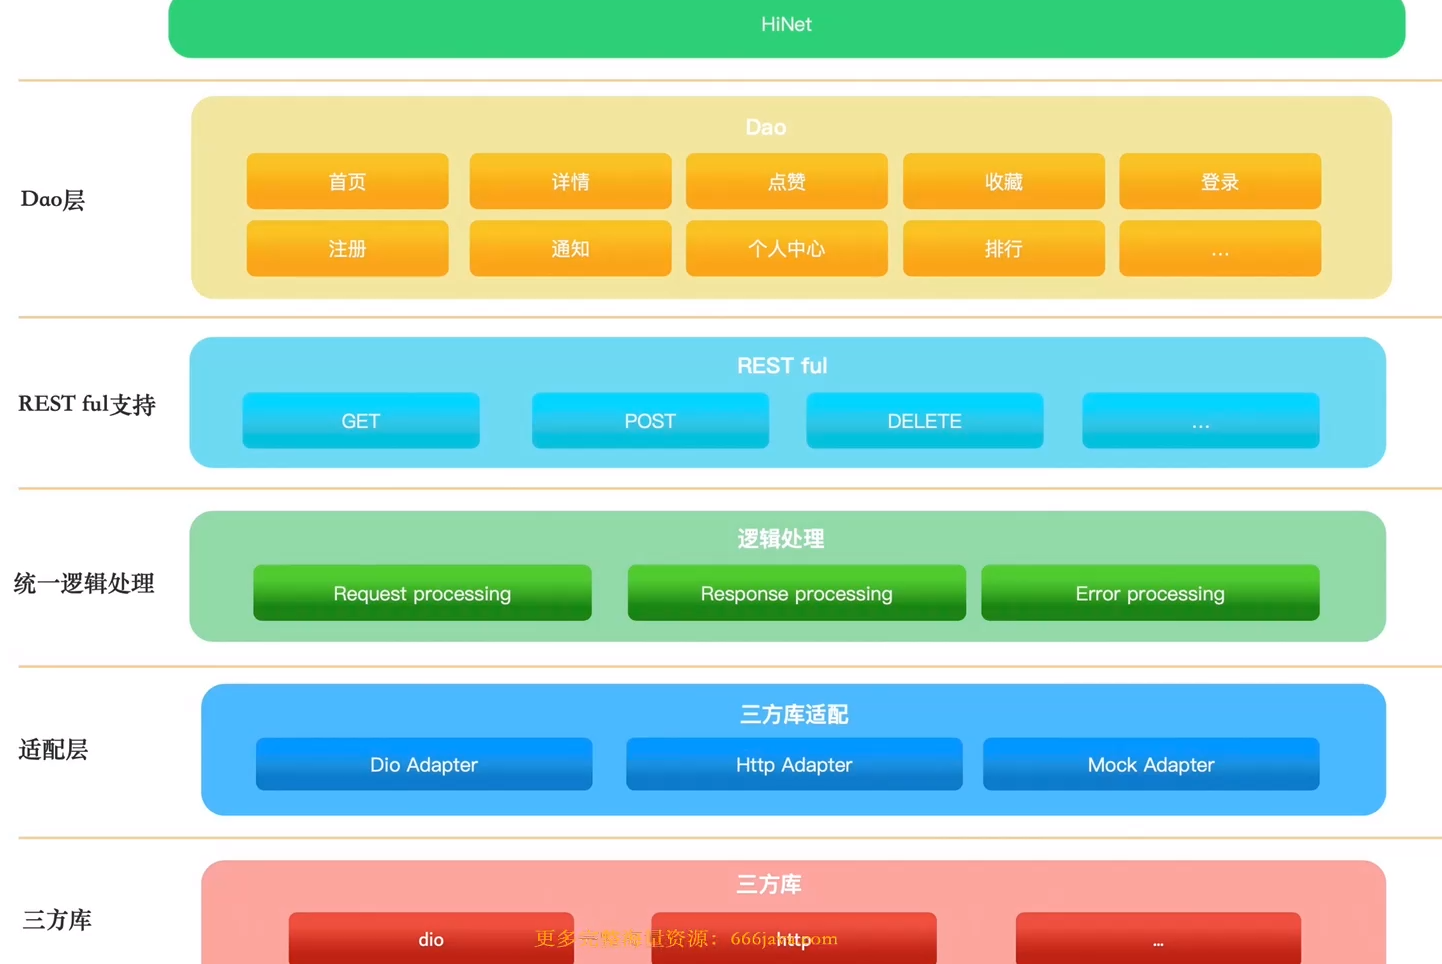 HiNet
Dao
Dao层
首页 详情 点赞 收藏 登录
注册 通知 个人中心 排行 ...
REST ful
REST ful支持
GET POST DELETE ...
逻辑处理
统一逻辑处理
Request processing Response processing Error processing
三方库适配
适配层
Dio Adapter Http Adapter Mock Adapter
三方库
三方库
dio http ...
更多 量资源：